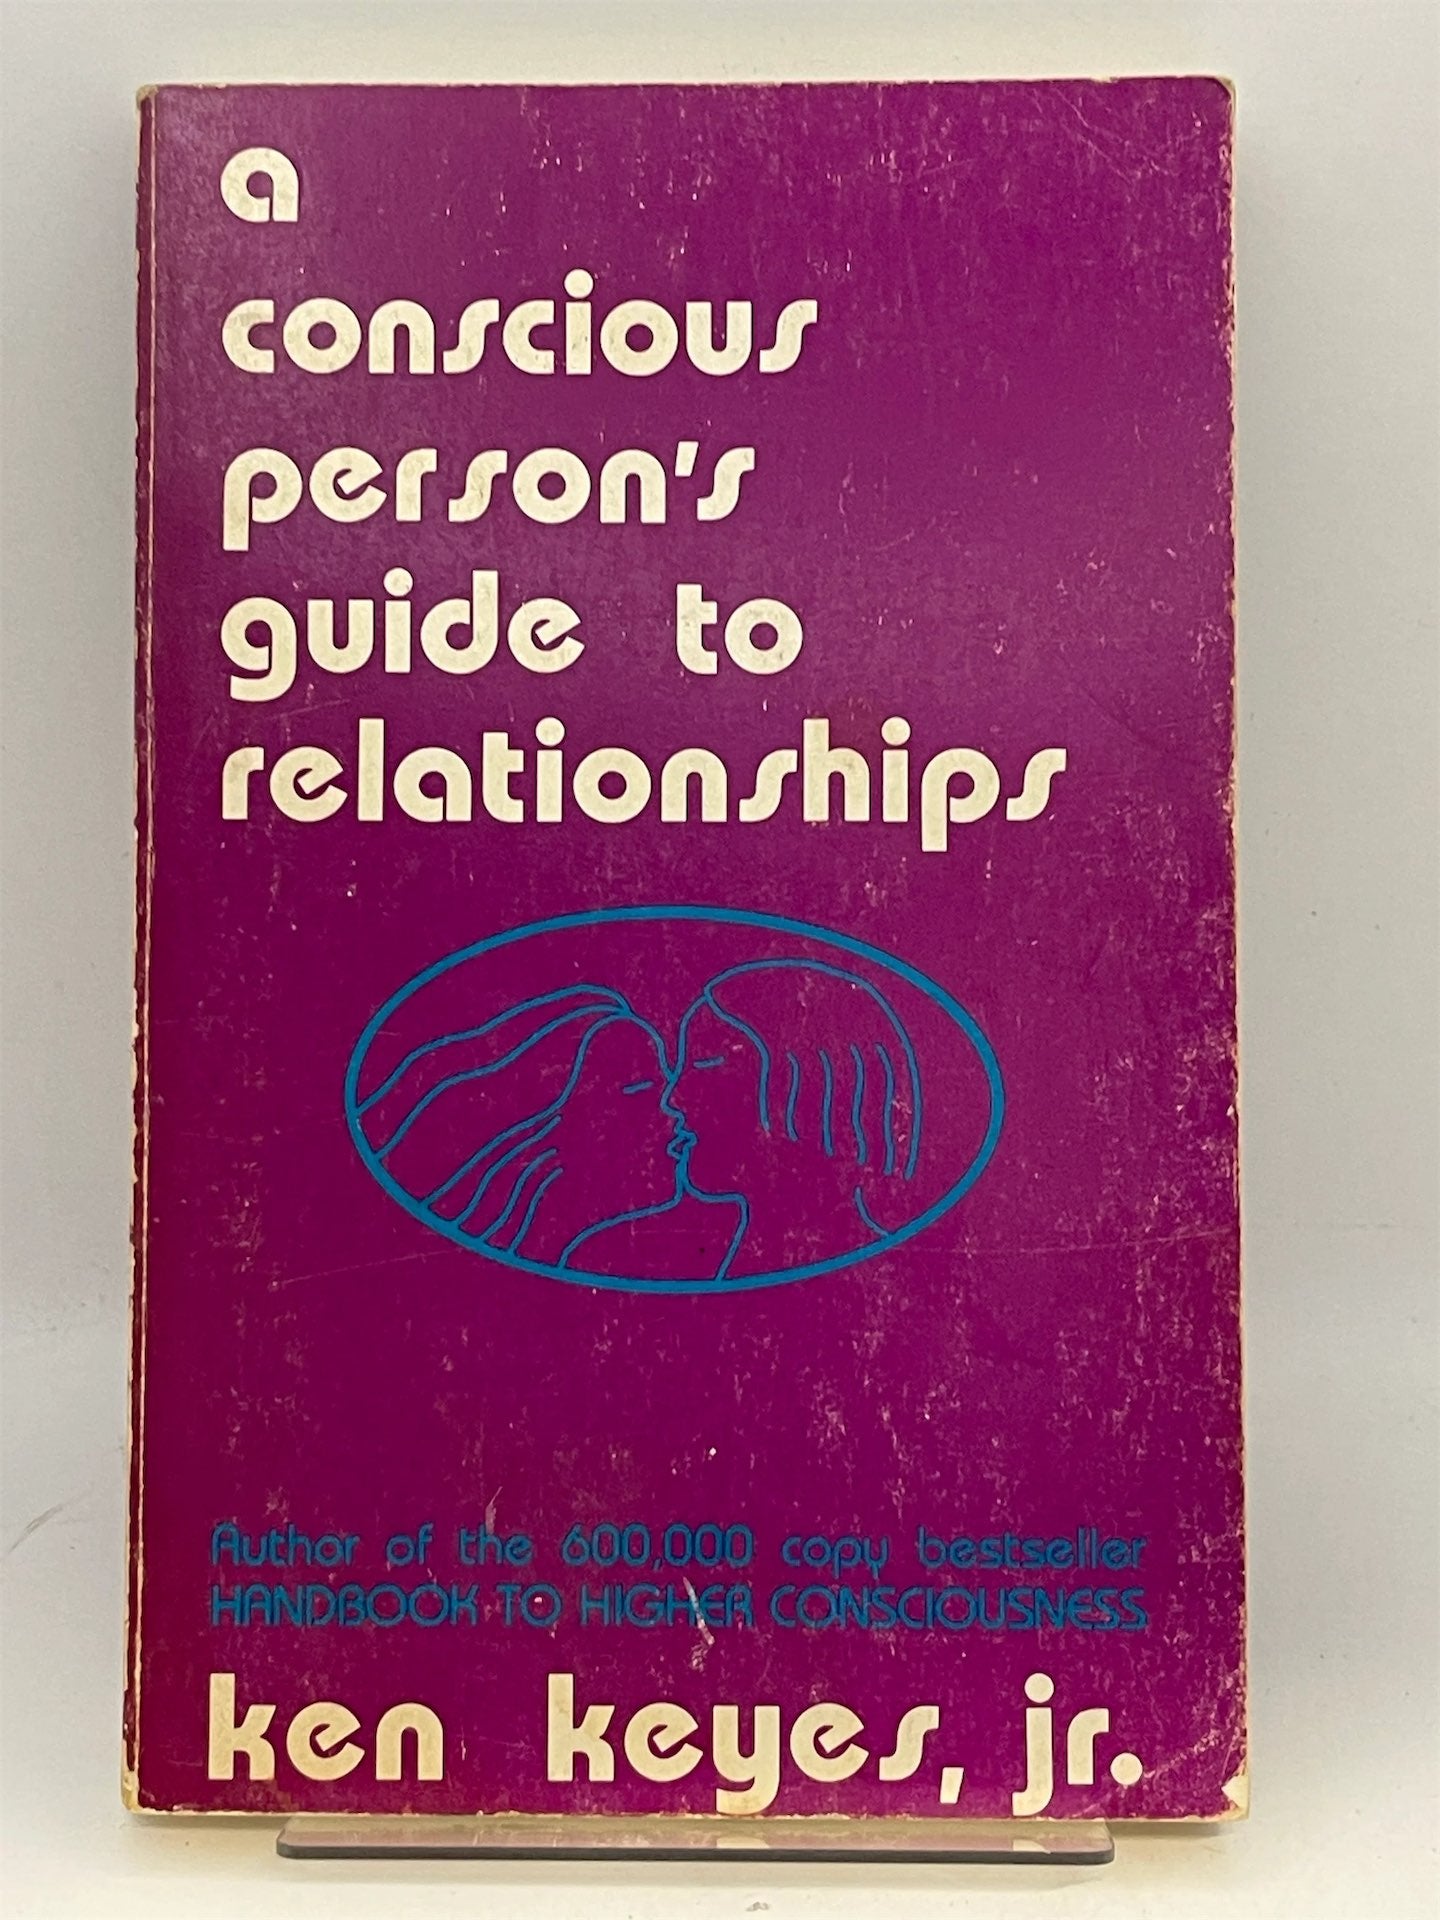 a
conscious
person's
guide to
relationships
Author of the 600,000 copy bestseller
HANDBOOK TO HIGHER CONSCIOUSNESS
ken keyes, jr.